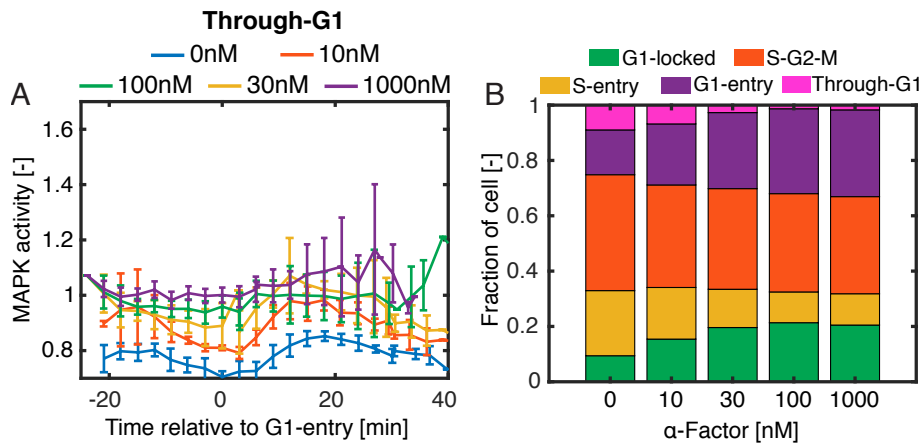 Through-G1
0nM 10nM
100nM 30nM 1000nM
A
1.6
1.4
1.2
1
0.8
MAPK activity [-]
-20 0 20 40
Time relative to G1-entry [min]
G1-locked S-G2-M
S-entry G1-entry Through-G1
B
1
0.8
0.6
0.4
0.2
0
Fraction of cell [-]
0 10 30 100 1000
α-Factor [nM]